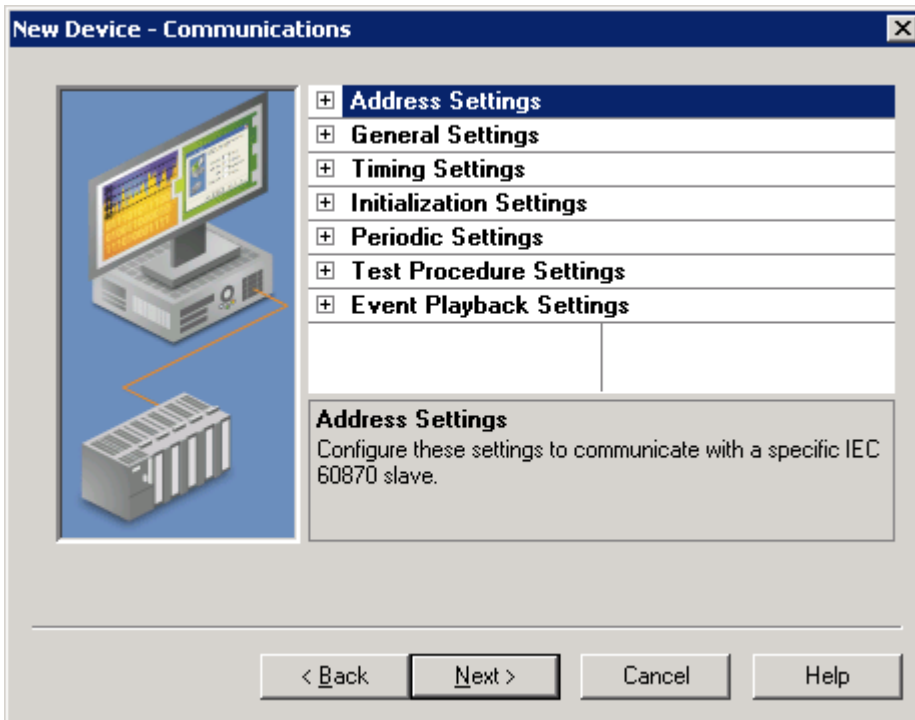 New Device - Communications
Address Settings
General Settings
Timing Settings
Initialization Settings
Periodic Settings
Test Procedure Settings
Event Playback Settings
Address Settings
Configure these settings to communicate with a specific IEC
60870 slave.
< Back
Next >
Cancel
Help